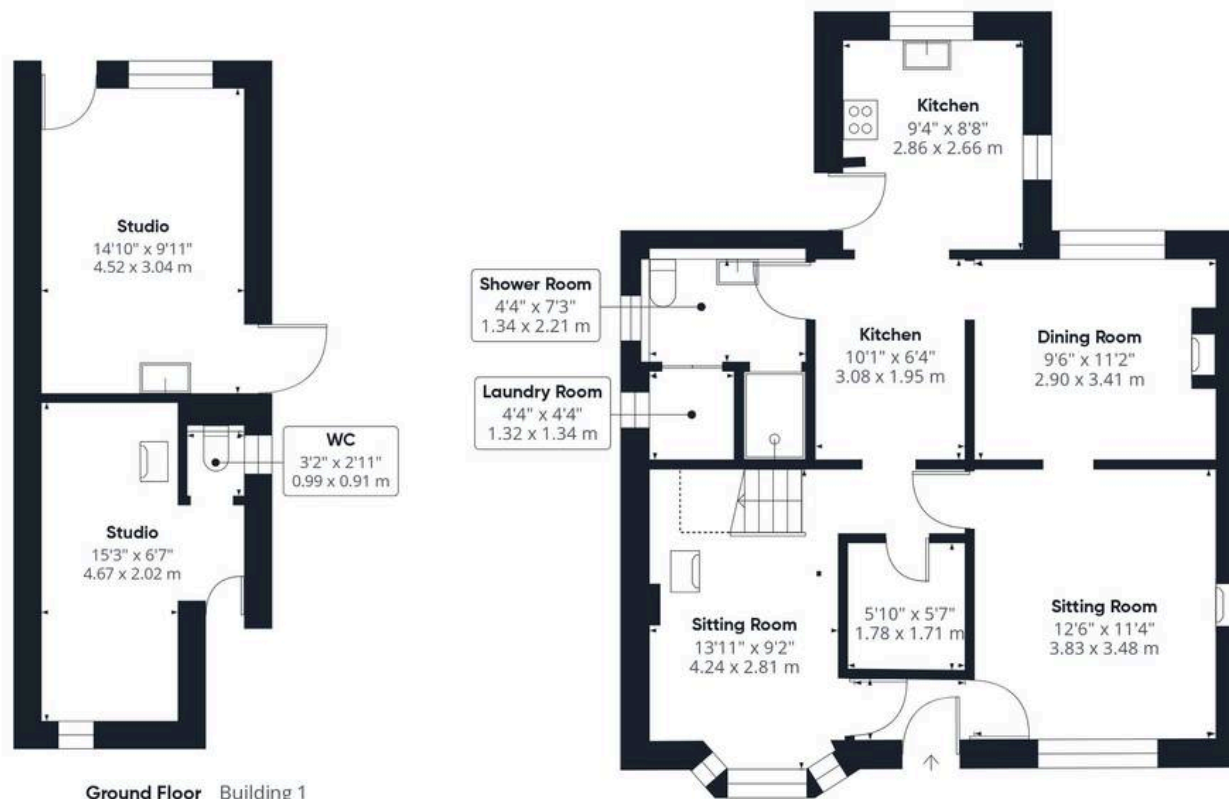 Studio
14'10" x 9'11"
4.52 x 3.04 m
WC
3'2" x 2'11"
0.99 x 0.91 m
Studio
15'3" x 6'7"
4.67 x 2.02 m
Ground Floor Building 1
Kitchen
9'4" x 8'8"
2.86 x 2.66 m
Shower Room
4'4" x 7'3"
1.34 x 2.21 m
Kitchen
10'1" x 6'4"
3.08 x 1.95 m
Dining Room
9'6" x 11'2"
2.90 x 3.41 m
Laundry Room
4'4" x 4'4"
1.32 x 1.34 m
Sitting Room
13'11" x 9'2"
4.24 x 2.81 m
5'10" x 5'7"
1.78 x 1.71 m
Sitting Room
12'6" x 11'4"
3.83 x 3.48 m